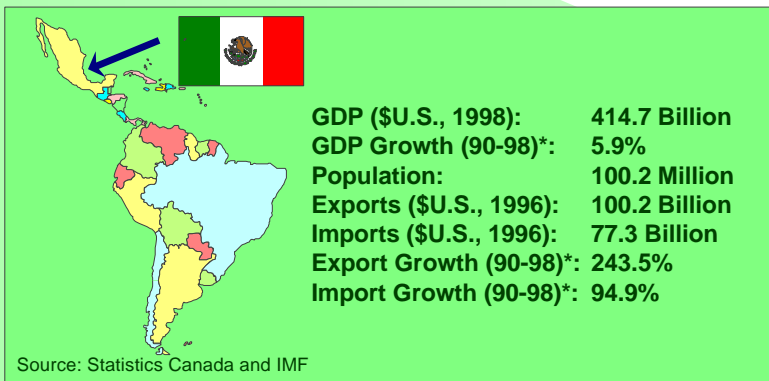 GDP ($U.S., 1998): 414.7 Billion
GDP Growth (90-98)*: 5.9%
Population: 100.2 Million
Exports ($U.S., 1996): 100.2 Billion
Imports ($U.S., 1996): 77.3 Billion
Export Growth (90-98)*: 243.5%
Import Growth (90-98)*: 94.9%
Source: Statistics Canada and IMF